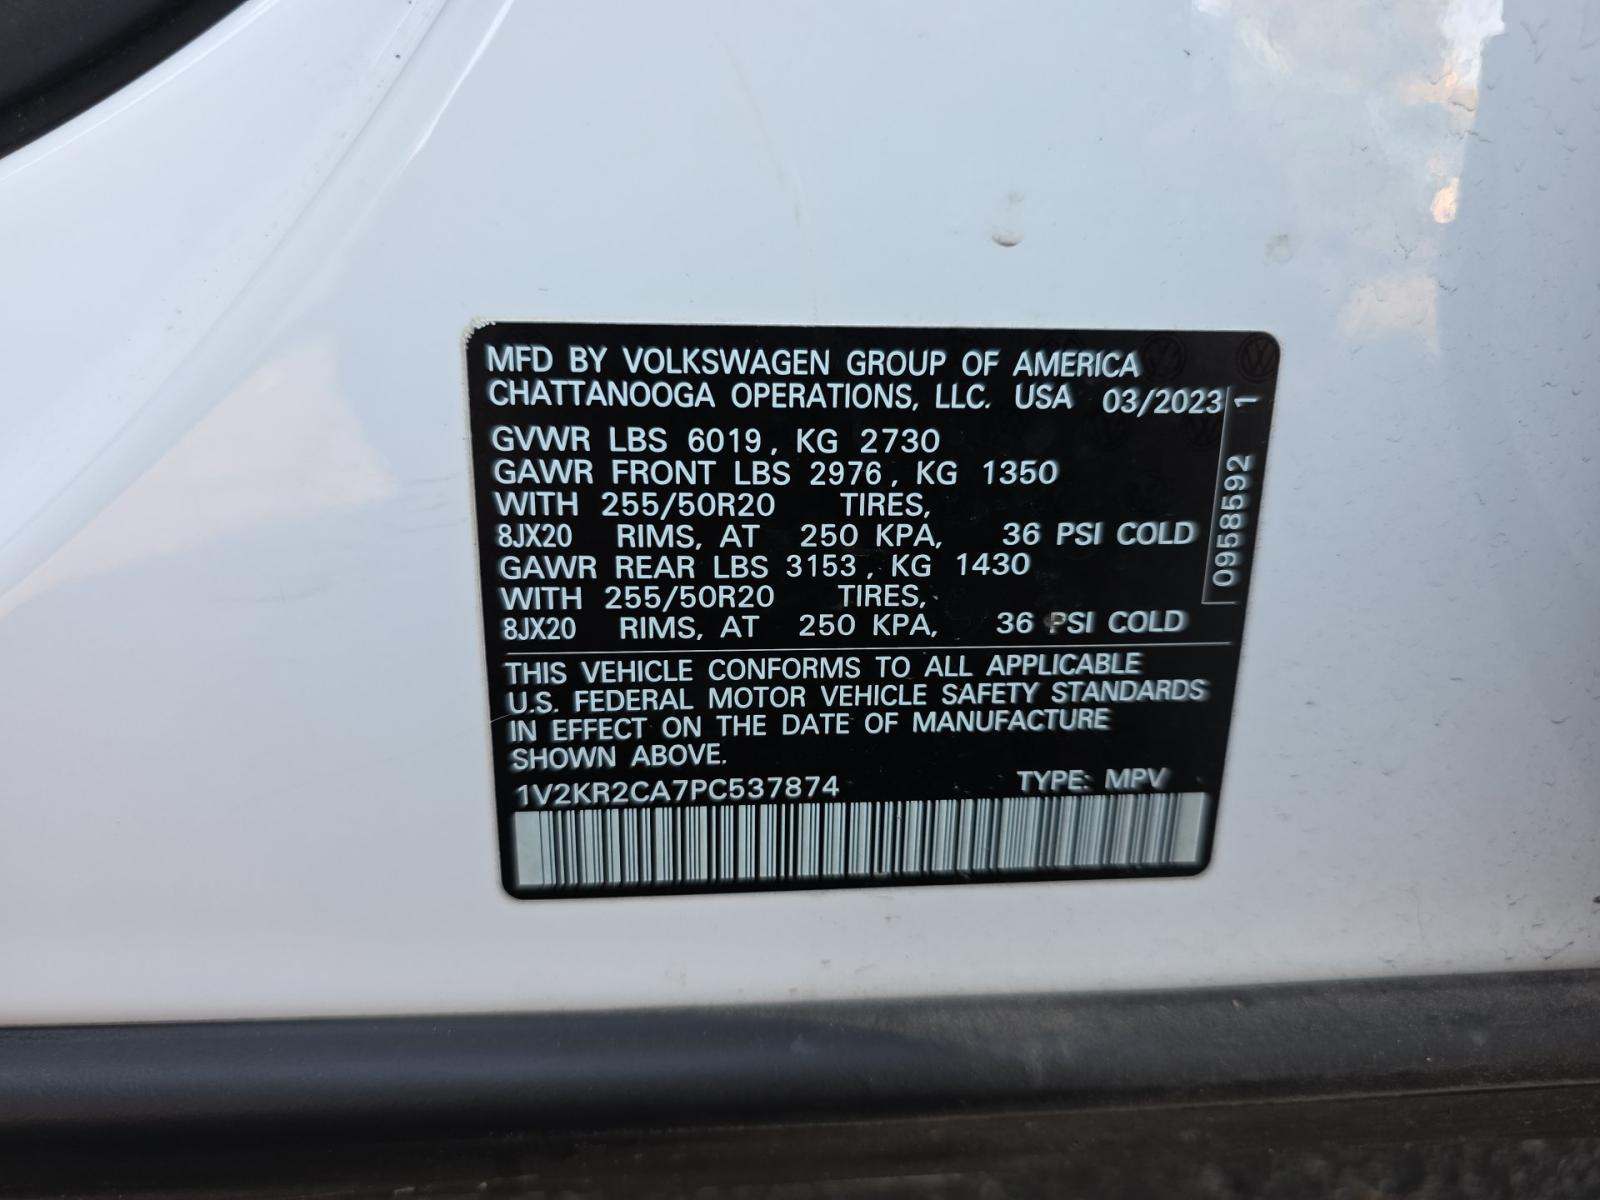 MFD BY VOLKSWAGEN GROUP OF AMERICA
CHATTANOOGA OPERATIONS, LLC. USA 03/2023
GVWR LBS 6019, KG 2730
GAWR FRONT LBS 2976, KG 1350
WITH 255/50R20 TIRES,
8JX20 RIMS, AT 250 KPA, 36 PSI COLD
GAWR REAR LBS 3153, KG 1430
WITH 255/50R20 TIRES,
8JX20 RIMS, AT 250 KPA, 36 PSI COLD
0958592 1
THIS VEHICLE CONFORMS TO ALL APPLICABLE
U.S. FEDERAL MOTOR VEHICLE SAFETY STANDARDS
IN EFFECT ON THE DATE OF MANUFACTURE
SHOWN ABOVE.
1V2KR2CA7PC537874 TYPE: MPV